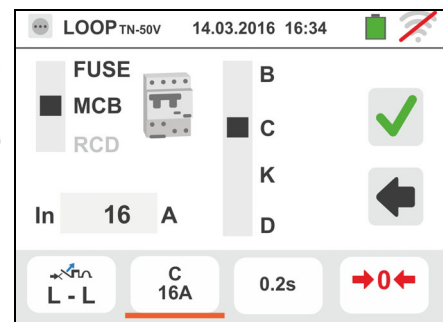 LOOP TN-50V 14.03.2016 16:34
FUSE
MCB
RCD
B
C
K
D
In 16 A
L - L
C
16A
0.2s
0